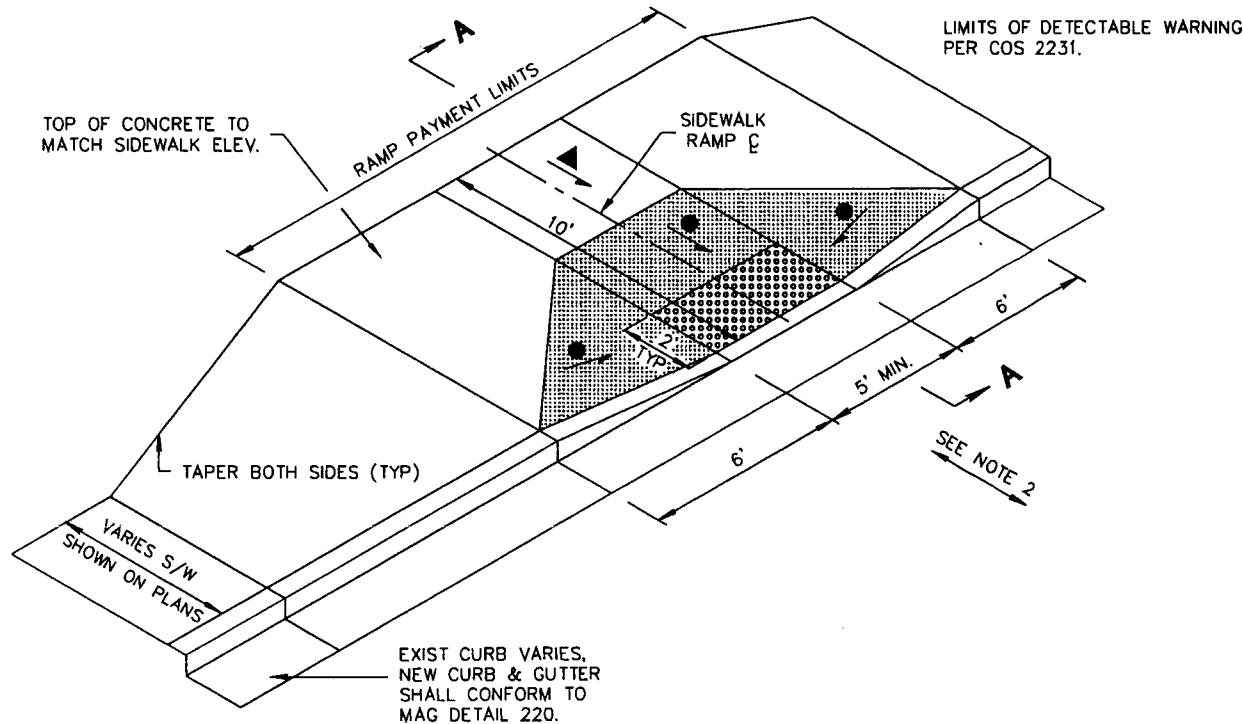 A
LIMITS OF DETECTABLE WARNING
PER COS 2231.
RAMP PAYMENT LIMITS
TOP OF CONCRETE TO
MATCH SIDEWALK ELEV.
SIDEWALK
RAMP ℄
10'
2'
TYP
6'
5' MIN.
A
6'
SEE NOTE 2
TAPER BOTH SIDES (TYP)
VARIES S/W
SHOWN ON PLANS
EXIST CURB VARIES,
NEW CURB & GUTTER
SHALL CONFORM TO
MAG DETAIL 220.